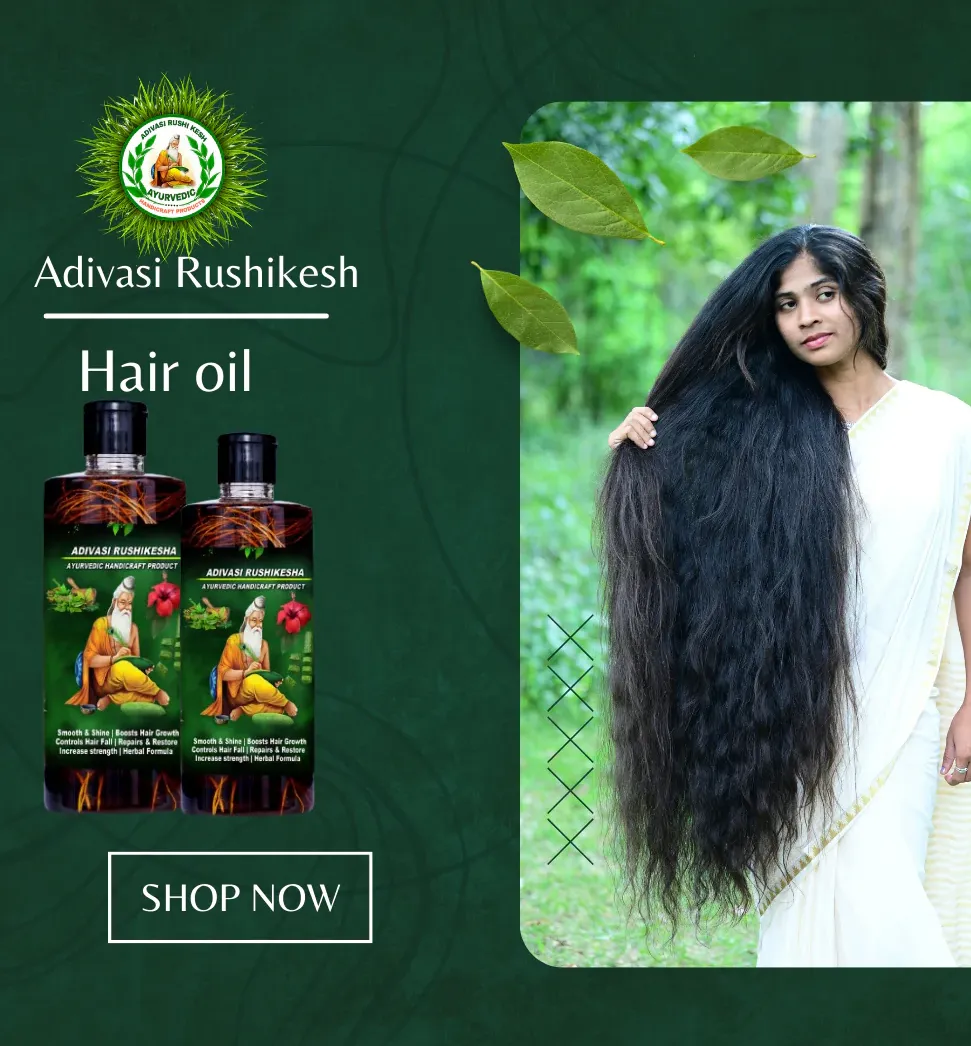 ADIVASI RUSHI KESH
AYURVEDIC
HANDICRAFT PRODUCTS
Adivasi Rushikesh
Hair oil
ADIVASI RUSHIKESHA
AYURVEDIC HANDICRAFT PRODUCT
Smooth & Shine | Boosts Hair Growth
Controls Hair Fall | Repairs & Restore
Increase strength | Herbal Formula
ADIVASI RUSHIKESHA
AYURVEDIC HANDICRAFT PRODUCT
Smooth & Shine | Boosts Hair Growth
Controls Hair Fall | Repairs & Restore
Increase strength | Herbal Formula
SHOP NOW